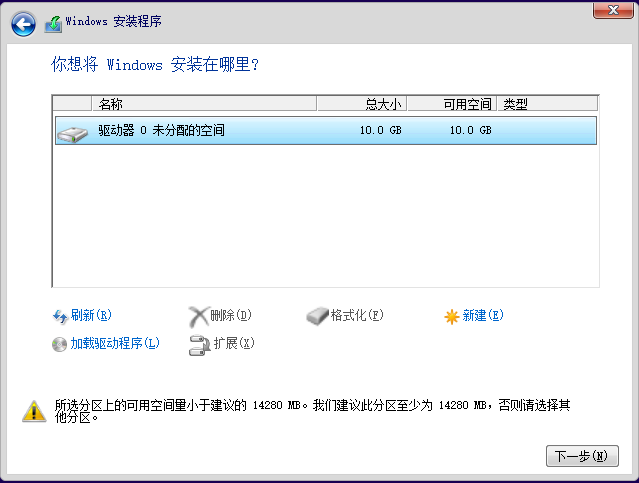 Windows 安装程序
你想将 Windows 安装在哪里？
名称 总大小 可用空间 类型
驱动器 0 未分配的空间 10.0 GB 10.0 GB
刷新(R) 删除(D) 格式化(F) 新建(E)
加载驱动程序(L) 扩展(X)
所选分区上的可用空间量小于建议的 14280 MB。我们建议此分区至少为 14280 MB，否则请选择其
他分区。
下一步(N)